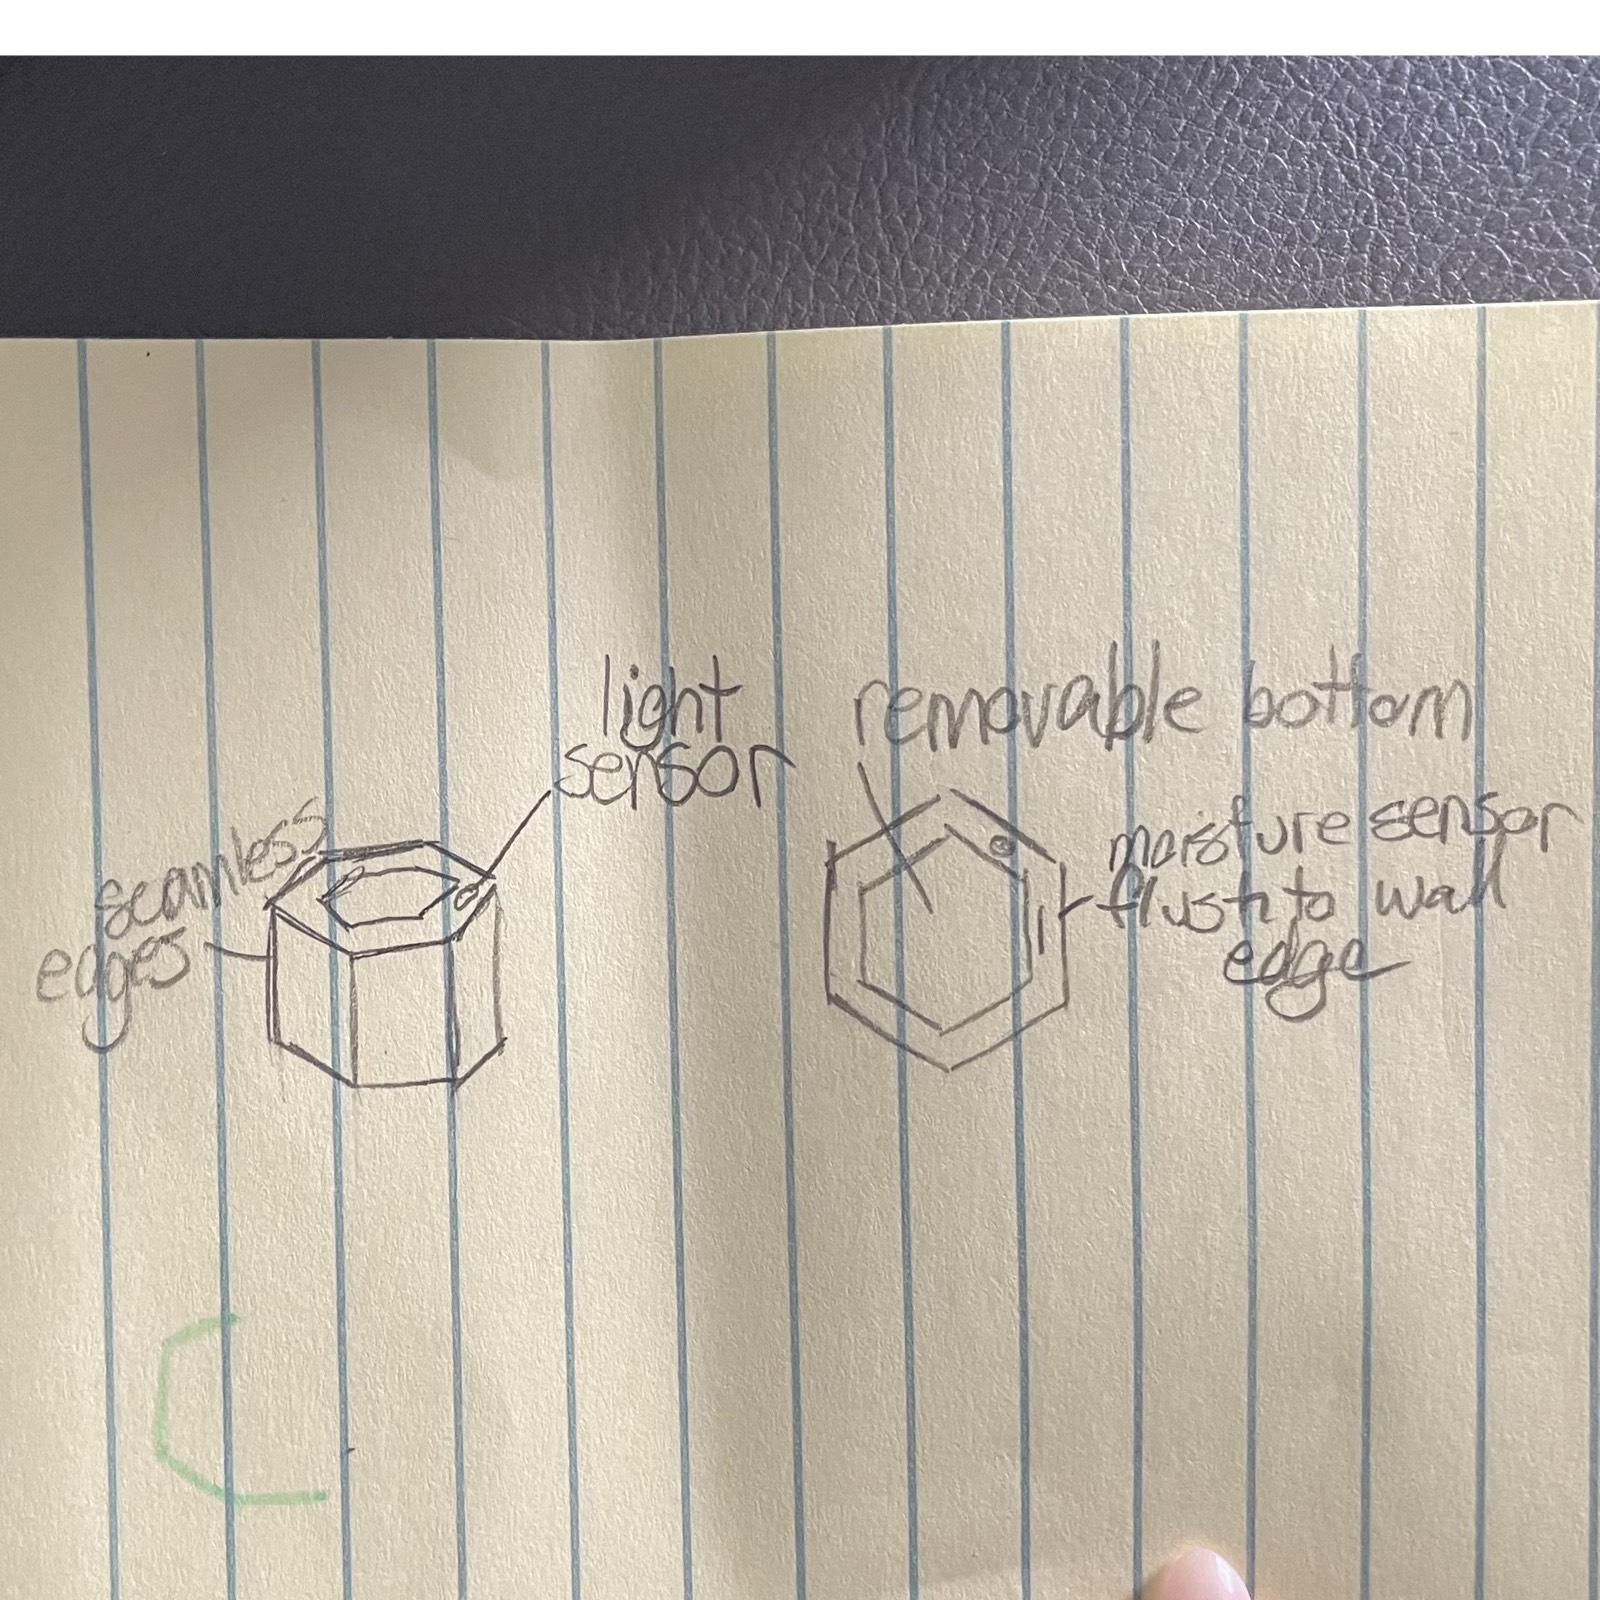 light
sensor
seamless
edges
removable bottom
moisture sensor
flush to wall
edge